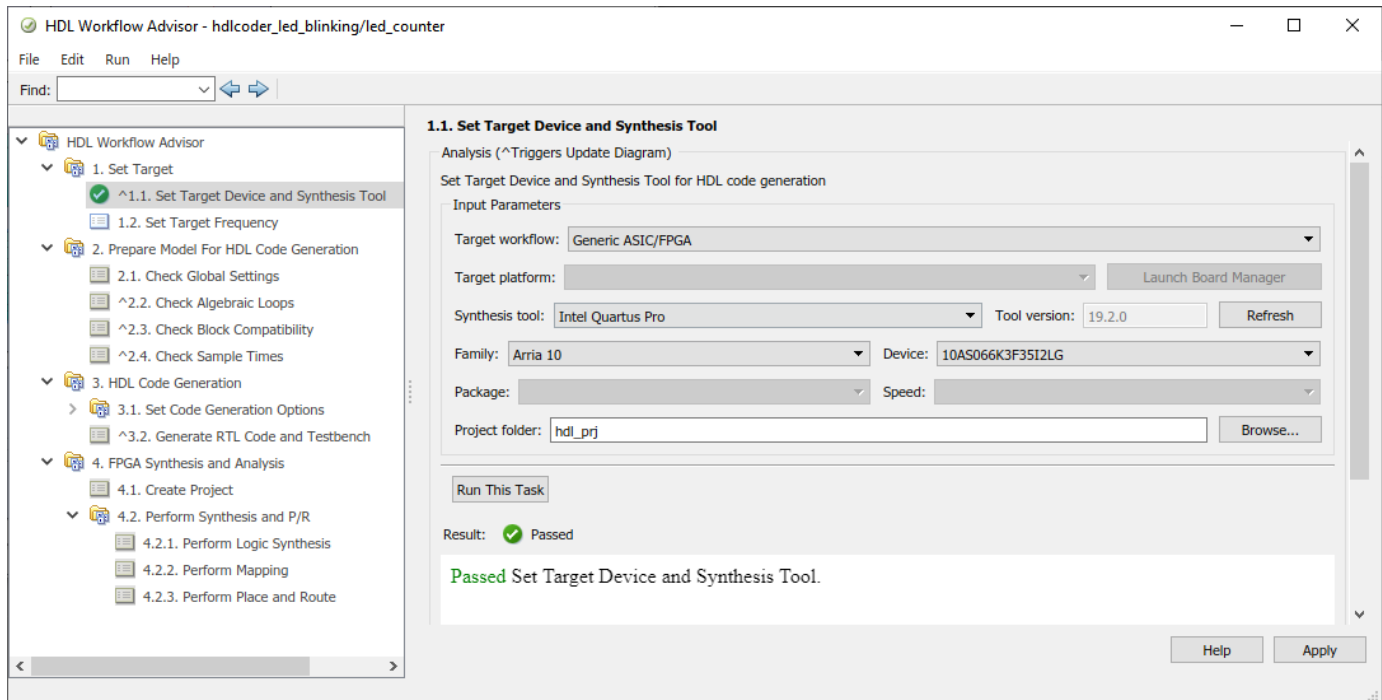 HDL Workflow Advisor - hdlcoder_led_blinking/led_counter
File Edit Run Help
Find:
HDL Workflow Advisor
1. Set Target
^1.1. Set Target Device and Synthesis Tool
1.2. Set Target Frequency
2. Prepare Model For HDL Code Generation
2.1. Check Global Settings
^2.2. Check Algebraic Loops
^2.3. Check Block Compatibility
^2.4. Check Sample Times
3. HDL Code Generation
3.1. Set Code Generation Options
^3.2. Generate RTL Code and Testbench
4. FPGA Synthesis and Analysis
4.1. Create Project
4.2. Perform Synthesis and P/R
4.2.1. Perform Logic Synthesis
4.2.2. Perform Mapping
4.2.3. Perform Place and Route
1.1. Set Target Device and Synthesis Tool
Analysis (^Triggers Update Diagram)
Set Target Device and Synthesis Tool for HDL code generation
Input Parameters
Target workflow: Generic ASIC/FPGA
Target platform: Launch Board Manager
Synthesis tool: Intel Quartus Pro Tool version: 19.2.0 Refresh
Family: Arria 10 Device: 10AS066K3F35I2LG
Package: Speed:
Project folder: hdl_prj Browse...
Run This Task
Result: Passed
Passed Set Target Device and Synthesis Tool.
Help Apply